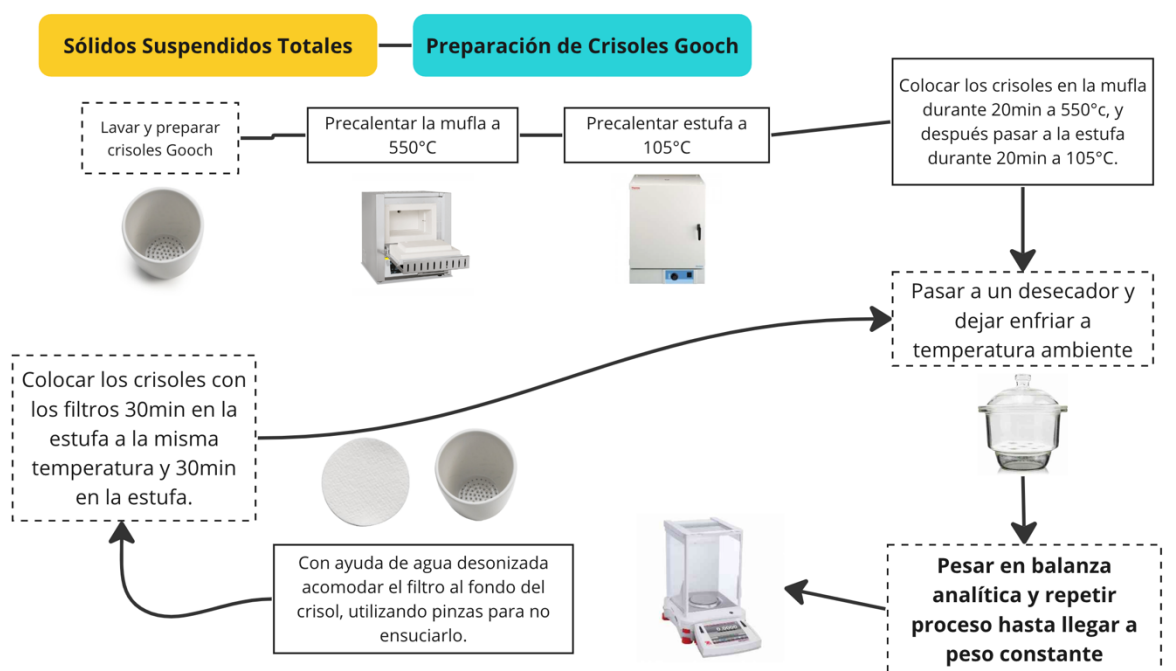 Sólidos Suspendidos Totales
Preparación de Crisoles Gooch
Lavar y preparar
crisoles Gooch
Precalentar la mufla a
550°C
Precalentar estufa a
105°C
Colocar los crisoles en la mufla
durante 20min a 550°c, y
después pasar a la estufa
durante 20min a 105°C.
Pasar a un desecador y
dejar enfriar a
temperatura ambiente
Pesar en balanza
analítica y repetir
proceso hasta llegar a
peso constante
Con ayuda de agua desonizada
acomodar el filtro al fondo del
crisol, utilizando pinzas para no
ensuciarlo.
Colocar los crisoles con
los filtros 30min en la
estufa a la misma
temperatura y 30min
en la estufa.